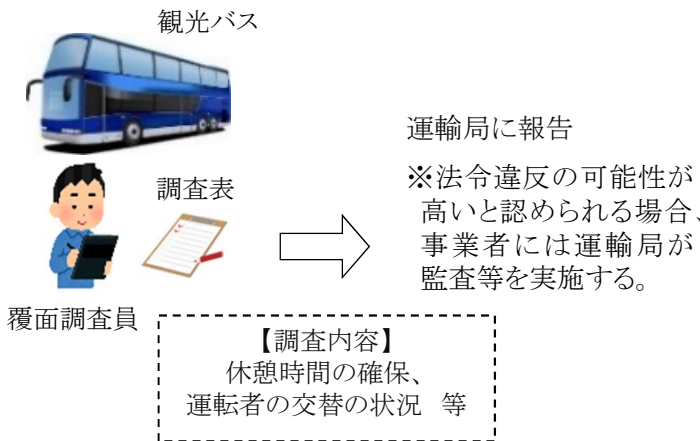 観光バス
調査表
覆面調査員
【調査内容】
休憩時間の確保、
運転者の交替の状況 等
運輸局に報告
※法令違反の可能性が
高いと認められる場合、
事業者には運輸局が
監査等を実施する。